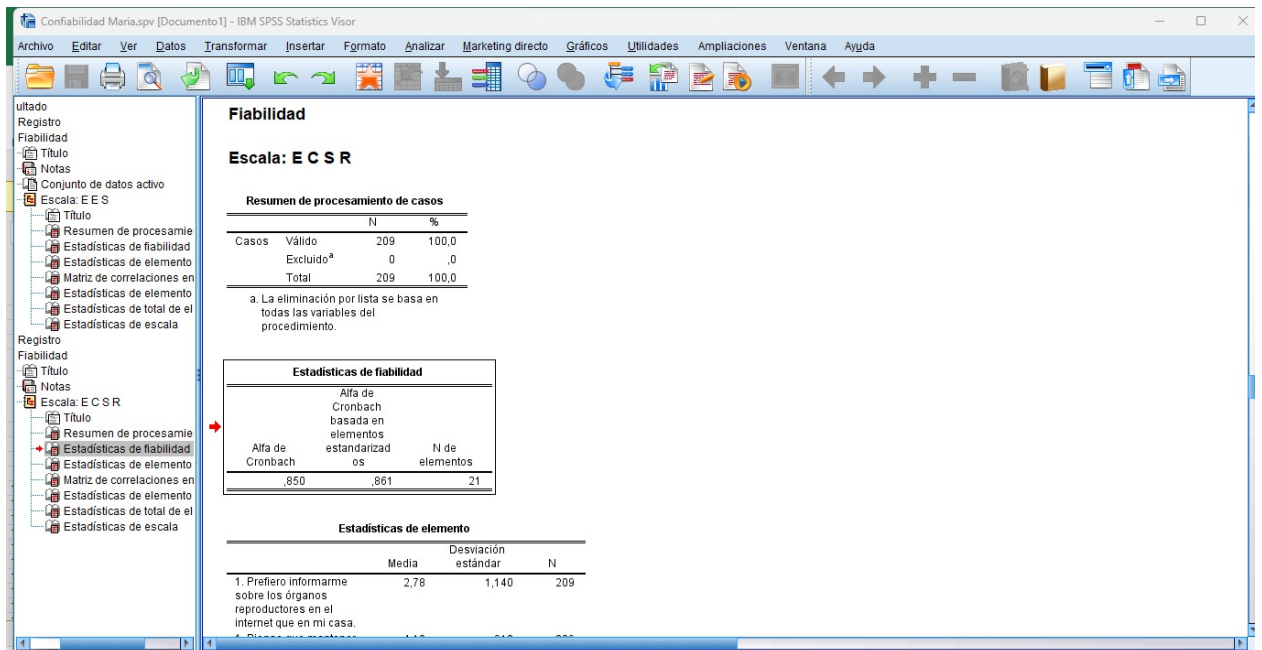 Confiabilidad Maria.spv [Documento1] - IBM SPSS Statistics Visor
Archivo Editar Ver Datos Transformar Insertar Formato Analizar Marketing directo Gráficos Utilidades Ampliaciones Ventana Ayuda
ultado
Registro
Fiabilidad
Título
Notas
Conjunto de datos activo
Escala: E E S
Título
Resumen de procesamie
Estadísticas de fiabilidad
Estadísticas de elemento
Matriz de correlaciones en
Estadísticas de elemento
Estadísticas de total de el
Estadísticas de escala
Registro
Fiabilidad
Título
Notas
Escala: E C S R
Título
Resumen de procesamie
Estadísticas de fiabilidad
Estadísticas de elemento
Matriz de correlaciones en
Estadísticas de elemento
Estadísticas de total de el
Estadísticas de escala
Fiabilidad
Escala: E C S R
Resumen de procesamiento de casos
N %
Casos Válido 209 100,0
Excluido a 0 ,0
Total 209 100,0
a. La eliminación por lista se basa en
todas las variables del
procedimiento.
Estadísticas de fiabilidad
Alfa de
Cronbach
Alfa de
Cronbach
basada en
elementos
estandarizad
os
N de
elementos
,850 ,861 21
Estadísticas de elemento
Media
Desviación
estándar
N
1. Prefiero informarme 2,78 1,140 209
sobre los órganos
reproductores en el
internet que en mi casa.